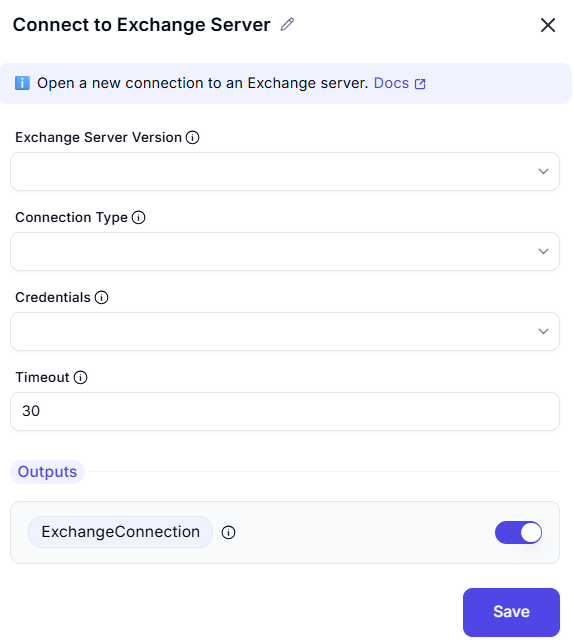 Connect to Exchange Server
Open a new connection to an Exchange server. Docs
Exchange Server Version
Connection Type
Credentials
Timeout
30
Outputs
ExchangeConnection
Save